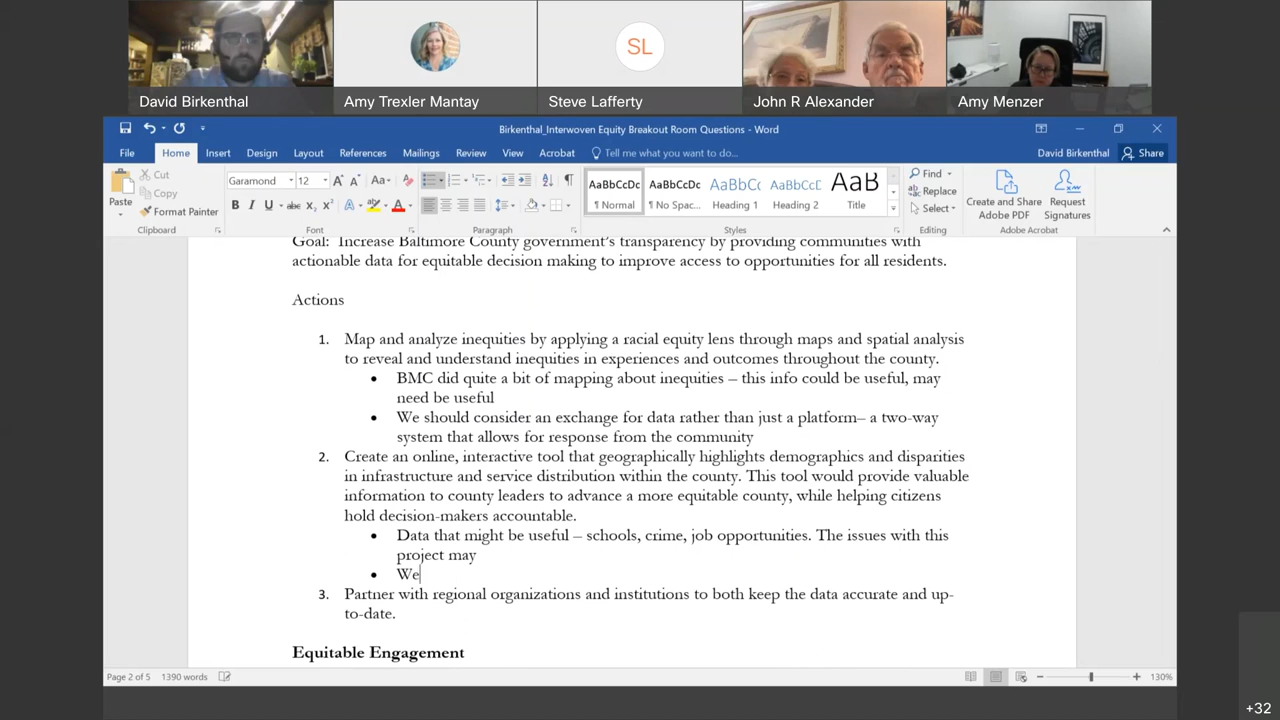 SL
David Birkenthal
Amy Trexler Mantay
Steve Lafferty
John R Alexander
Amy Menzer
Birkenthal_Interwoven Equity Breakout Room Questions - Word
File Home Insert Design Layout References Mailings Review View Acrobat Tell me what you want to do... David Birkenthal Share
Paste
Cut
Copy
Format Painter
Clipboard
Garamond 12
Font
Paragraph
AaBbCcDc AaBbCcDc AaBbCc AaBbCcC AaB
¶ Normal ¶ No Spac... Heading 1 Heading 2 Title
Styles
Find
Replace
Select
Editing
Create and Share
Adobe PDF
Request
Signatures
Adobe Acrobat
Goal: Increase Baltimore County government's transparency by providing communities with
actionable data for equitable decision making to improve access to opportunities for all residents.
Actions
1. Map and analyze inequities by applying a racial equity lens through maps and spatial analysis
to reveal and understand inequities in experiences and outcomes throughout the county.
• BMC did quite a bit of mapping about inequities – this info could be useful, may
need be useful
• We should consider an exchange for data rather than just a platform– a two-way
system that allows for response from the community
2. Create an online, interactive tool that geographically highlights demographics and disparities
in infrastructure and service distribution within the county. This tool would provide valuable
information to county leaders to advance a more equitable county, while helping citizens
hold decision-makers accountable.
• Data that might be useful – schools, crime, job opportunities. The issues with this
project may
• We
3. Partner with regional organizations and institutions to both keep the data accurate and up-
to-date.
Equitable Engagement
Page 2 of 5 1390 words
130%
+32